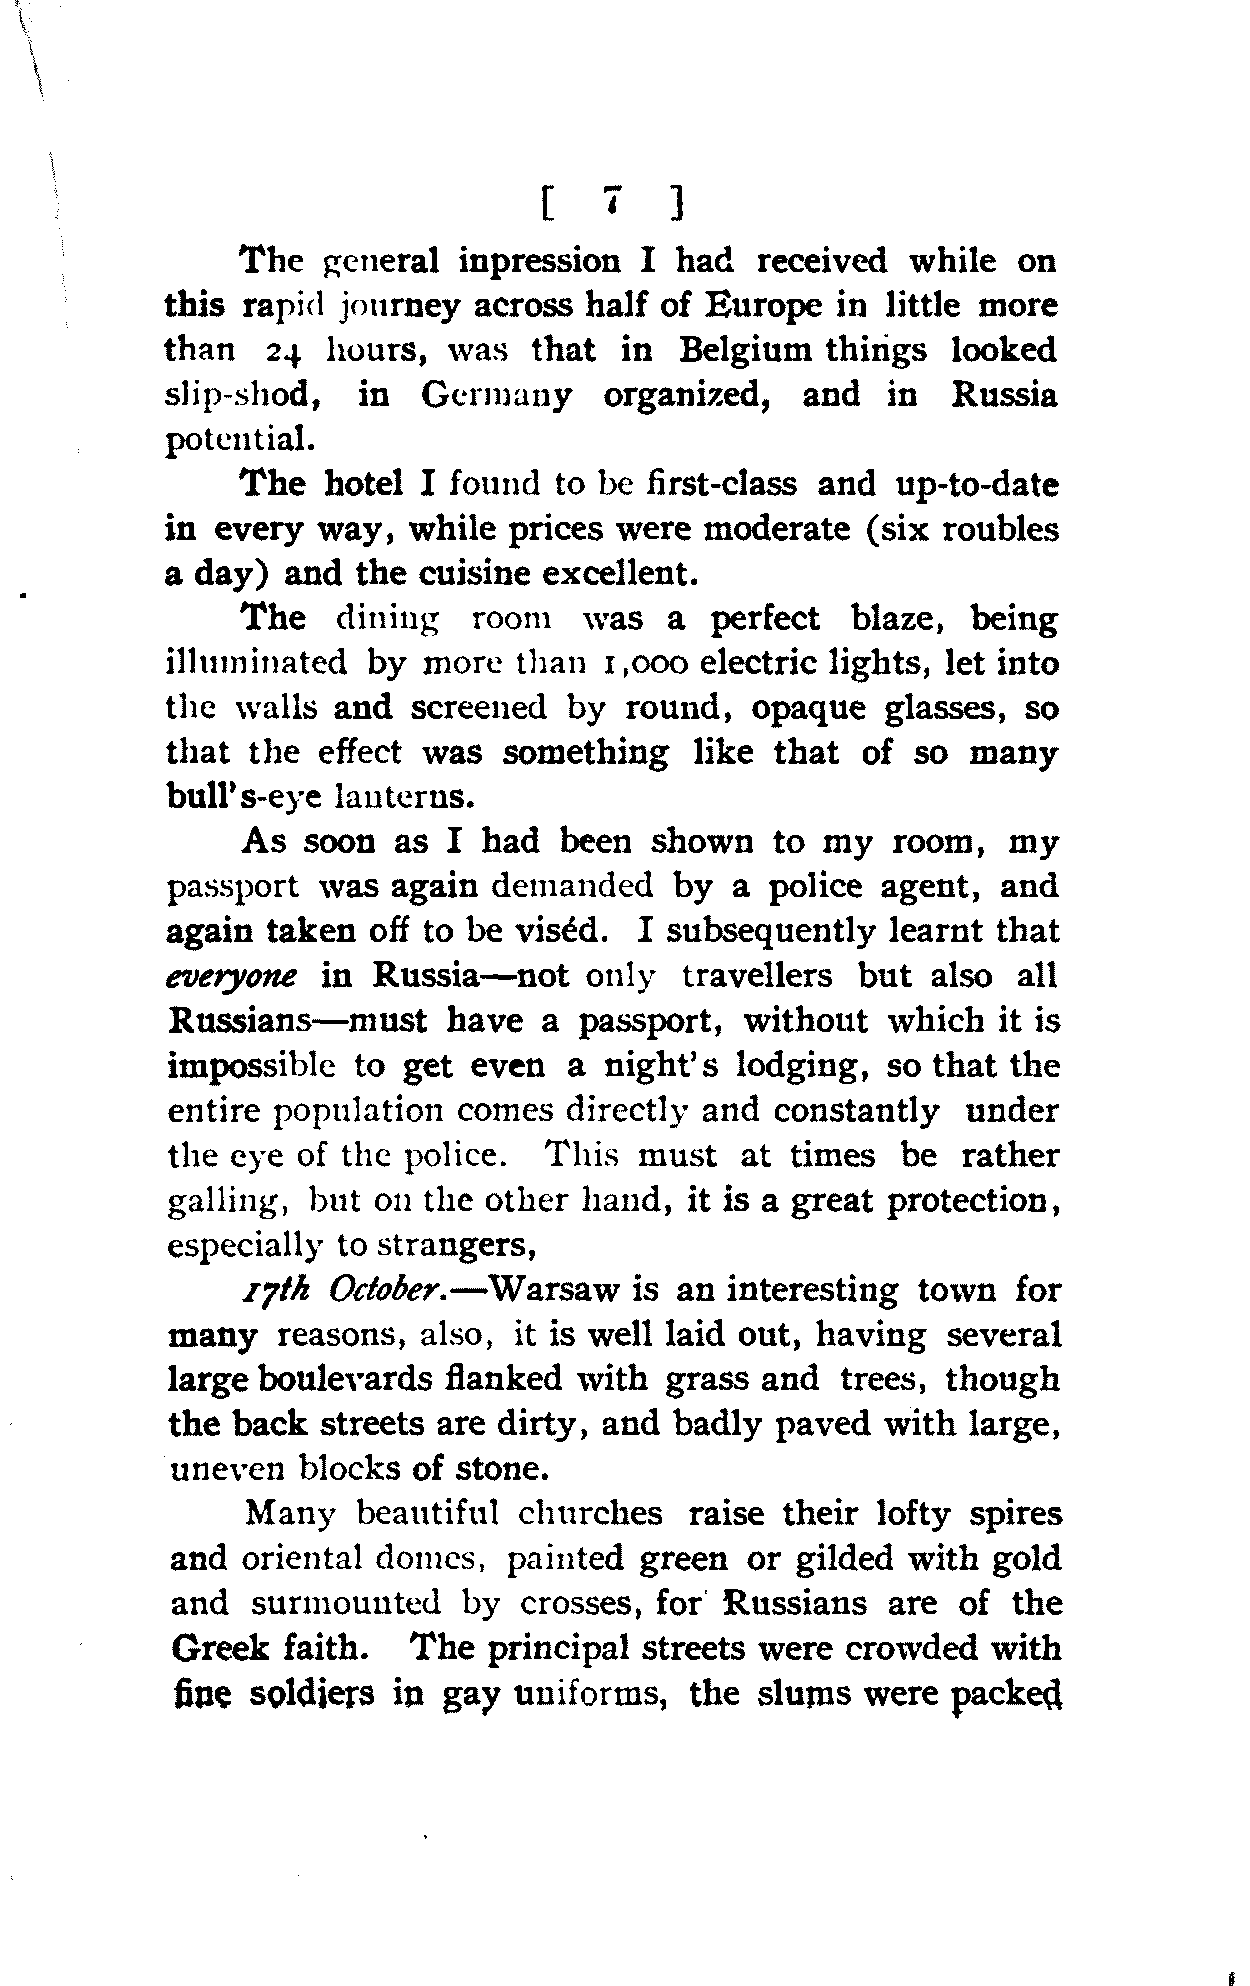 [ 7 ]
The general inpression I had received while on
this rapid journey across half of Europe in little more
than 24 hours, was that in Belgium things looked
slip-shod, in Germany organized, and in Russia
potential.
The hotel I found to be first-class and up-to-date
in every way, while prices were moderate (six roubles
a day) and the cuisine excellent.
The dining room was a perfect blaze, being
illuminated by more than 1,000 electric lights, let into
the walls and screened by round, opaque glasses, so
that the effect was something like that of so many
bull's-eye lanterns.
As soon as I had been shown to my room, my
passport was again demanded by a police agent, and
again taken off to be viséd. I subsequently learnt that
everyone in Russia—not only travellers but also all
Russians—must have a passport, without which it is
impossible to get even a night's lodging, so that the
entire population comes directly and constantly under
the eye of the police. This must at times be rather
galling, but on the other hand, it is a great protection,
especially to strangers,
17th October.—Warsaw is an interesting town for
many reasons, also, it is well laid out, having several
large boulevards flanked with grass and trees, though
the back streets are dirty, and badly paved with large,
uneven blocks of stone.
Many beautiful churches raise their lofty spires
and oriental domes, painted green or gilded with gold
and surmounted by crosses, for Russians are of the
Greek faith. The principal streets were crowded with
fine soldiers in gay uniforms, the slums were packed